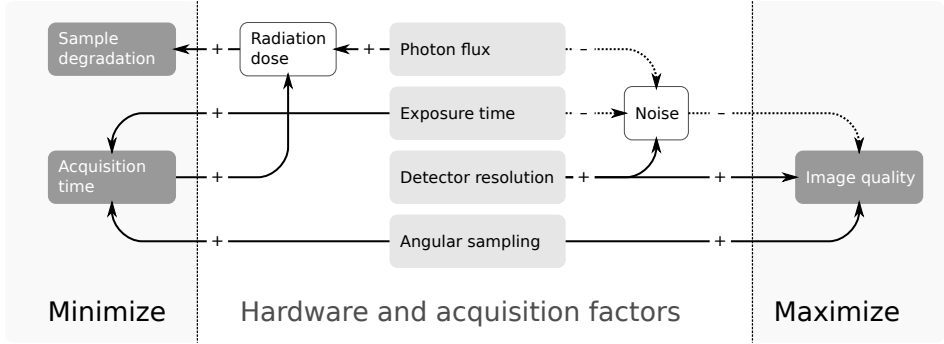 Sample
degradation
+
Radiation
dose
+
Photon flux
–
+
Exposure time
–
Noise
–
Acquisition
time
+
Detector resolution
+
+
Image quality
+
Angular sampling
+
Minimize
Hardware and acquisition factors
Maximize